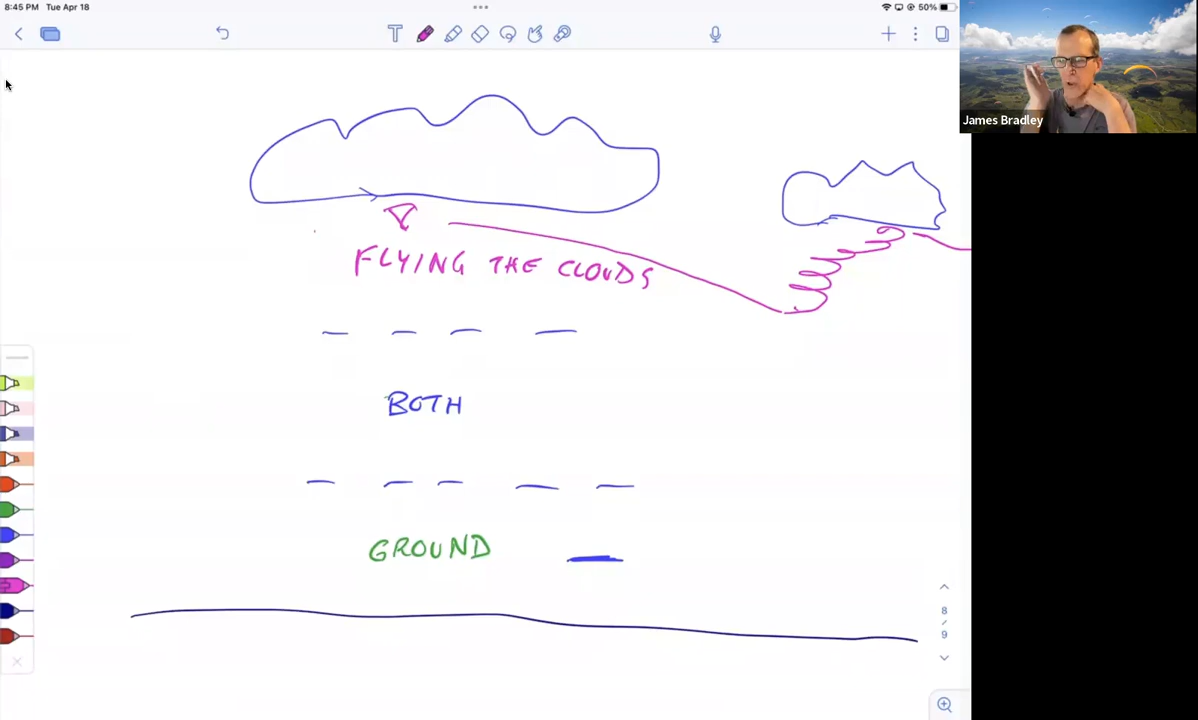 8:45 PM Tue Apr 18
50%
T
James Bradley
FLYING THE CLOUDS
BOTH
GROUND
8
/
9